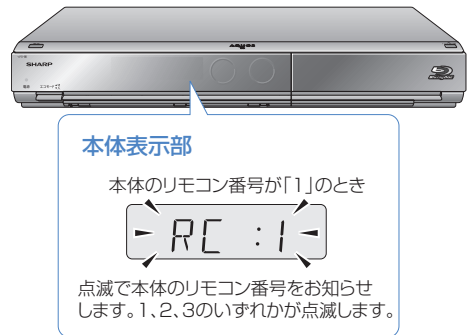 AQUOS
SHARP
電源
本体表示部
本体のリモコン番号が「1」のとき
RC :1
点滅で本体のリモコン番号をお知らせ
します。1、2、3のいずれかが点滅します。